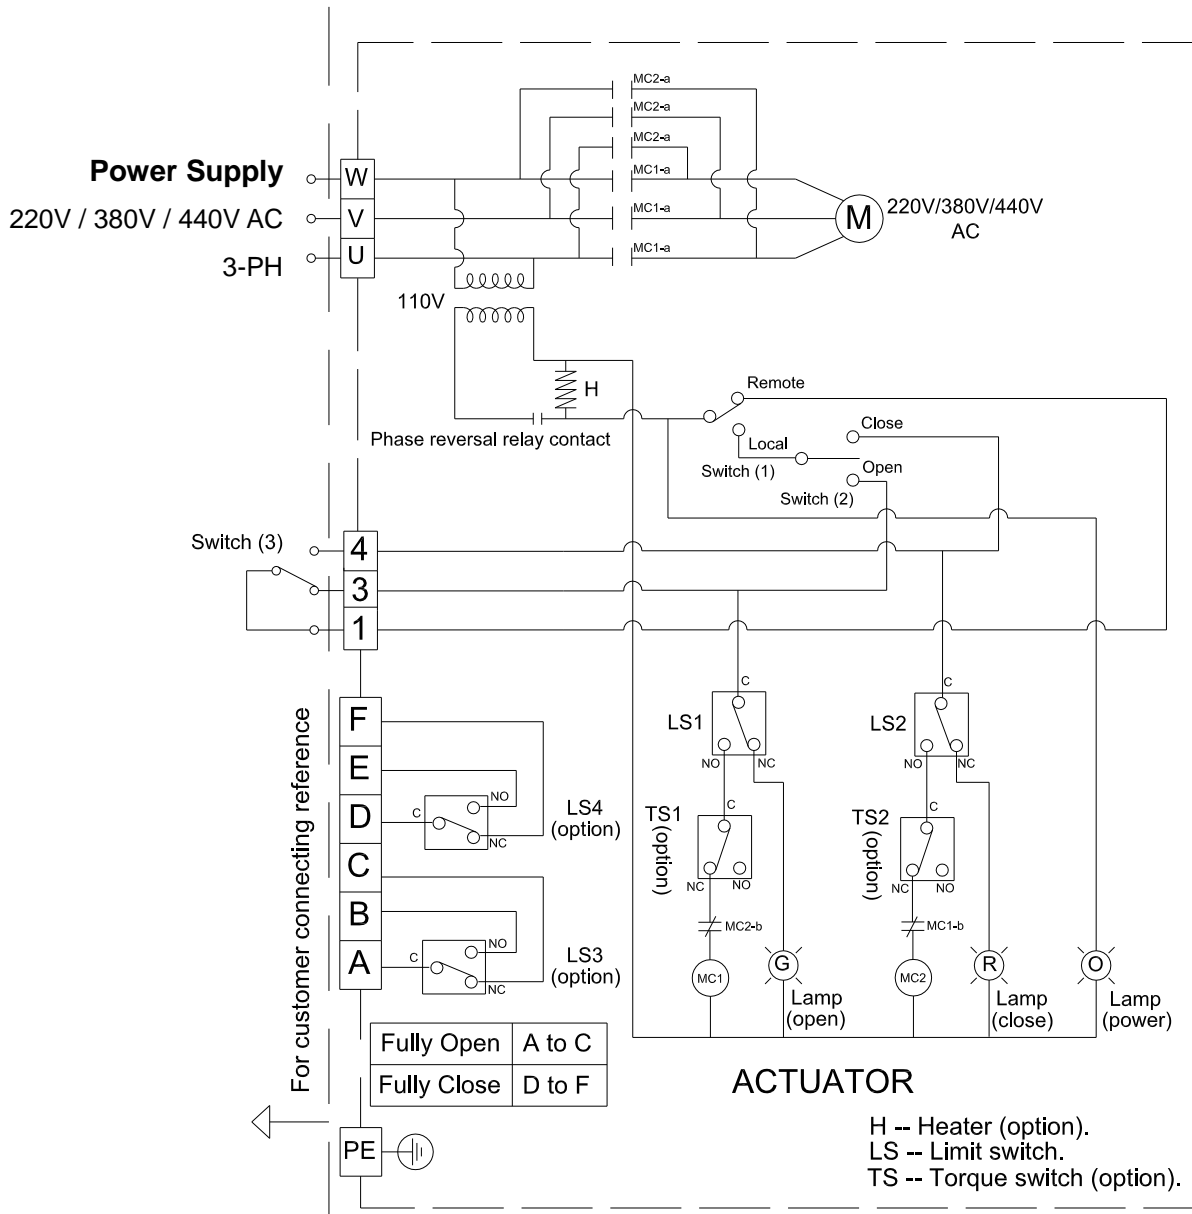 MC2-a
MC2-a
MC2-a
Power Supply
W
MC1-a
220V / 380V / 440V AC
V
MC1-a
M
220V/380V/440V
AC
3-PH
U
MC1-a
110V
H
Remote
Phase reversal relay contact
Close
Local
Switch (1)
Open
Switch (2)
Switch (3)
4
3
1
For customer connecting reference
F
E
D
C
B
A
C
NO
NC
LS4
(option)
C
NO
NC
LS3
(option)
C
LS1
NO
NC
C
LS2
NO
NC
C
TS1
(option)
NC
NO
C
TS2
(option)
NC
NO
MC2-b
MC1-b
MC1
G
MC2
R
O
Lamp
(open)
Lamp
(close)
Lamp
(power)
Fully Open
A to C
Fully Close
D to F
ACTUATOR
PE
H -- Heater (option).
LS -- Limit switch.
TS -- Torque switch (option).